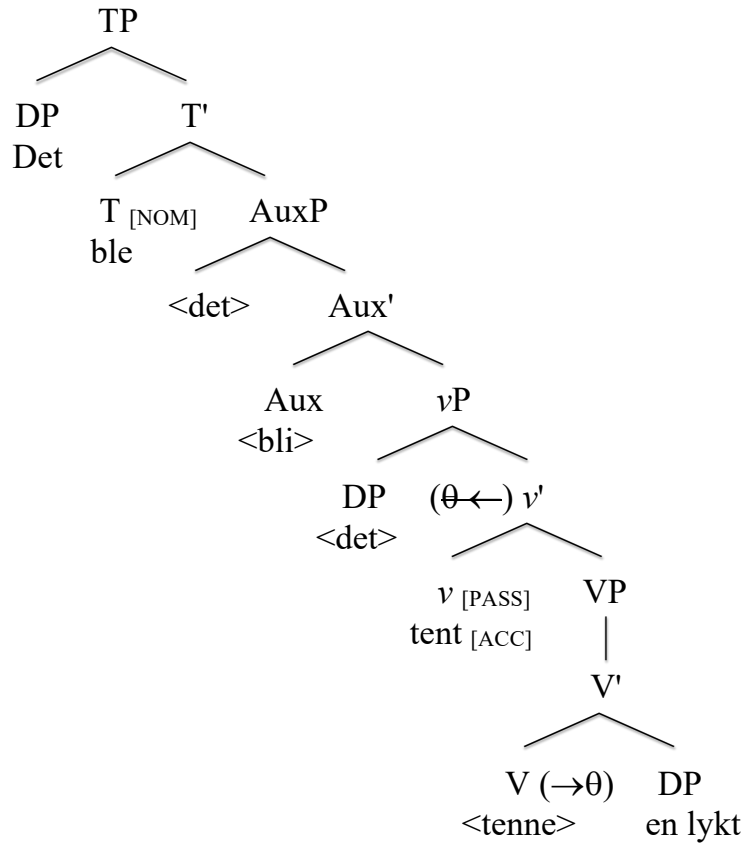 TP
DP T'
Det
T [NOM] AuxP
ble
<det> Aux'
Aux vP
<bli>
DP (θ ←) v'
<det>
v [PASS] VP
tent [ACC]
V'
V (→θ) DP
<tenne> en lykt